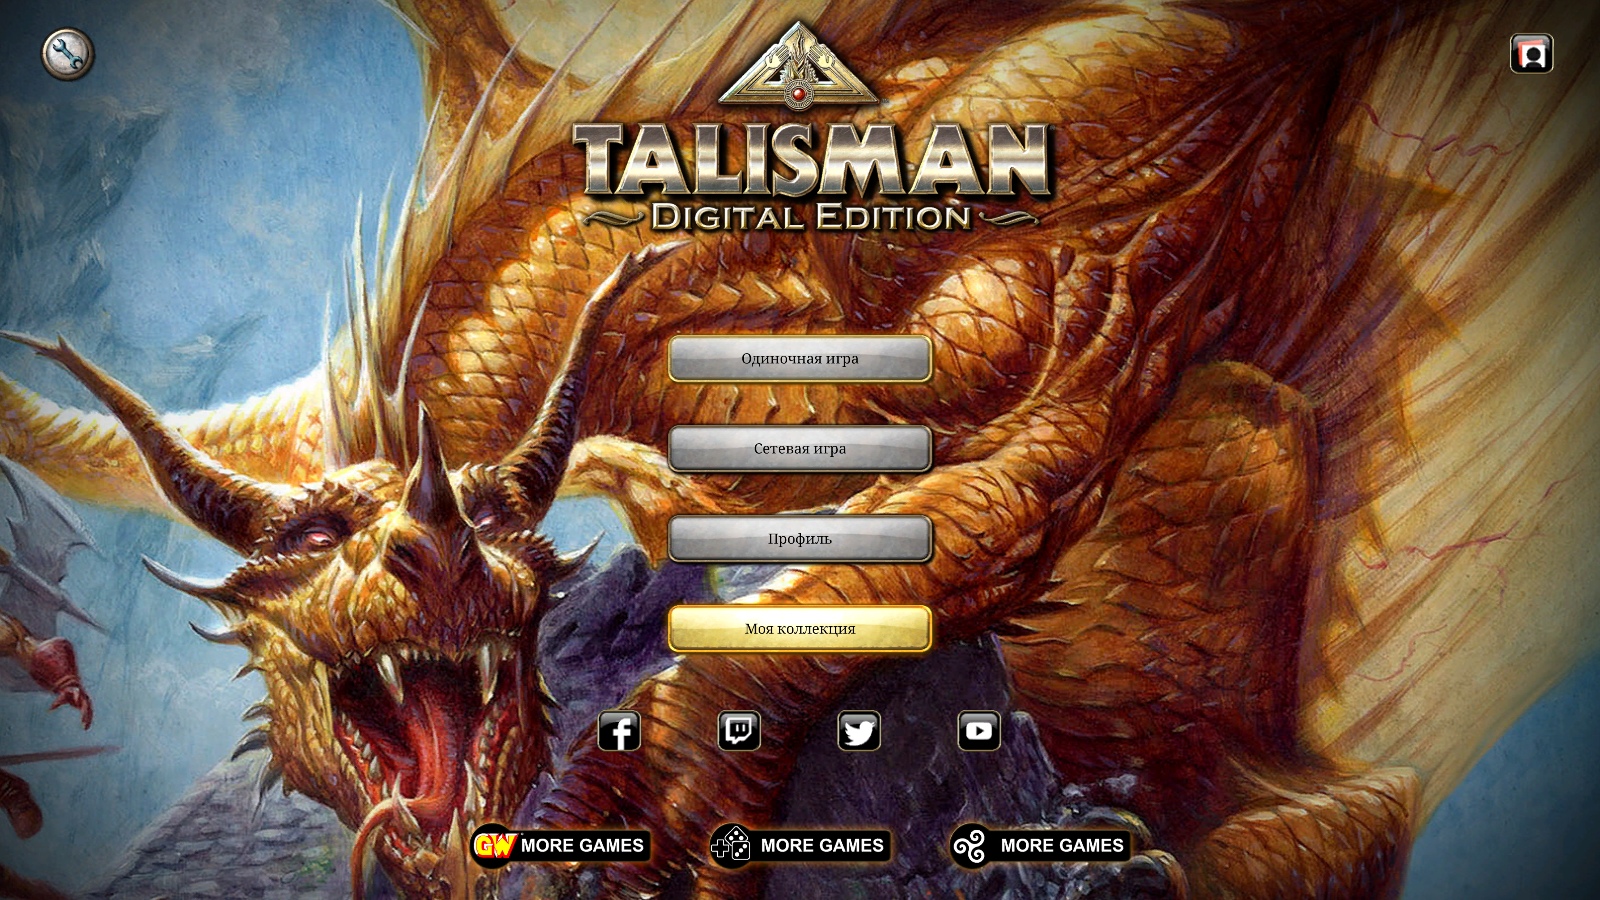 TALISMAN
DIGITAL EDITION
Одиночная игра
Сетевая игра
Профиль
Моя коллекция
GW MORE GAMES
MORE GAMES
MORE GAMES